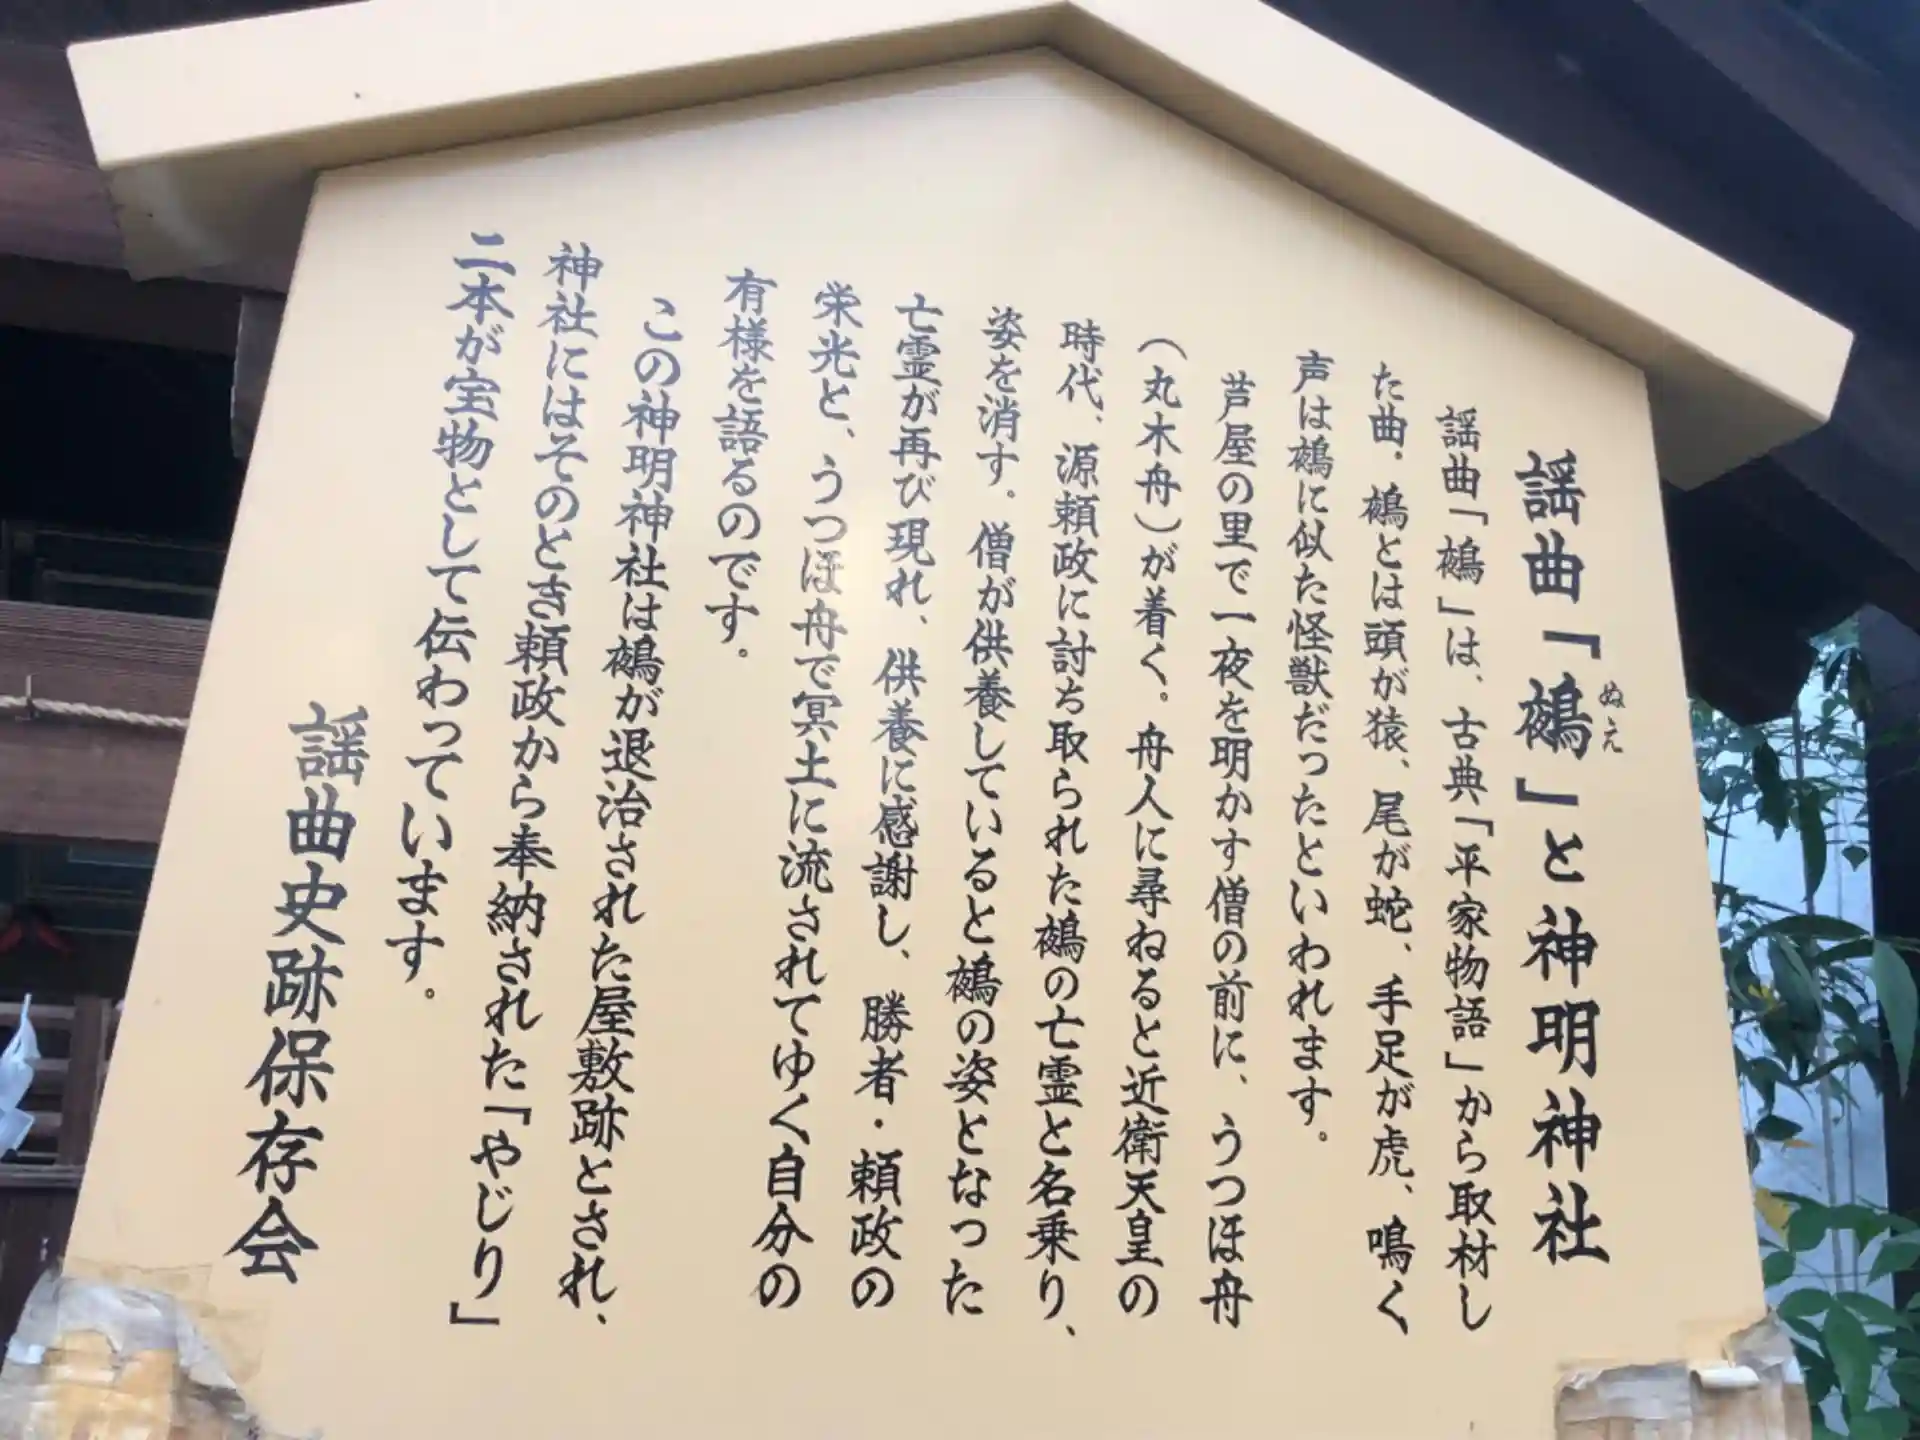 謡曲「鵺」と神明神社
ぬえ
謡曲「鵺」は、古典「平家物語」から取材し
た曲。鵺とは頭が猿、尾が蛇、手足が虎、鳴く
声は鵺に似た怪獣だったといわれます。
芦屋の里で一夜を明かす僧の前に、うつほ舟
(丸木舟)が着く。舟人に尋ねると近衛天皇の
時代、源頼政に討ち取られた鵺の亡霊と名乗り、
姿を消す。僧が供養していると鵺の姿となった
亡霊が再び現れ、供養に感謝し、勝者・頼政の
栄光と、うつほ舟で冥土に流されてゆく自分の
有様を語るのです。
この神明神社は鵺が退治された屋敷跡とされ、
神社にはそのとき頼政から奉納された「やじり」
二本が宝物として伝わっています。
謡曲史跡保存会